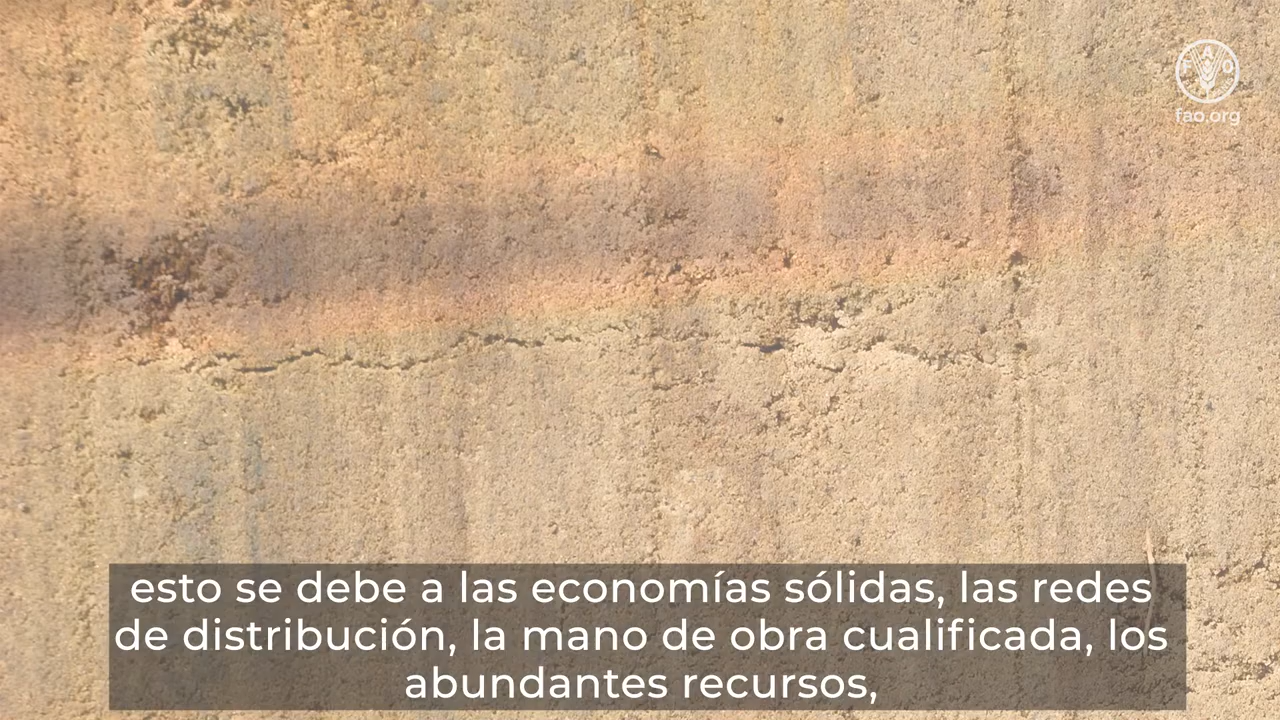 FAO
fao.org
esto se debe a las economías sólidas, las redes
de distribución, la mano de obra cualificada, los
abundantes recursos,